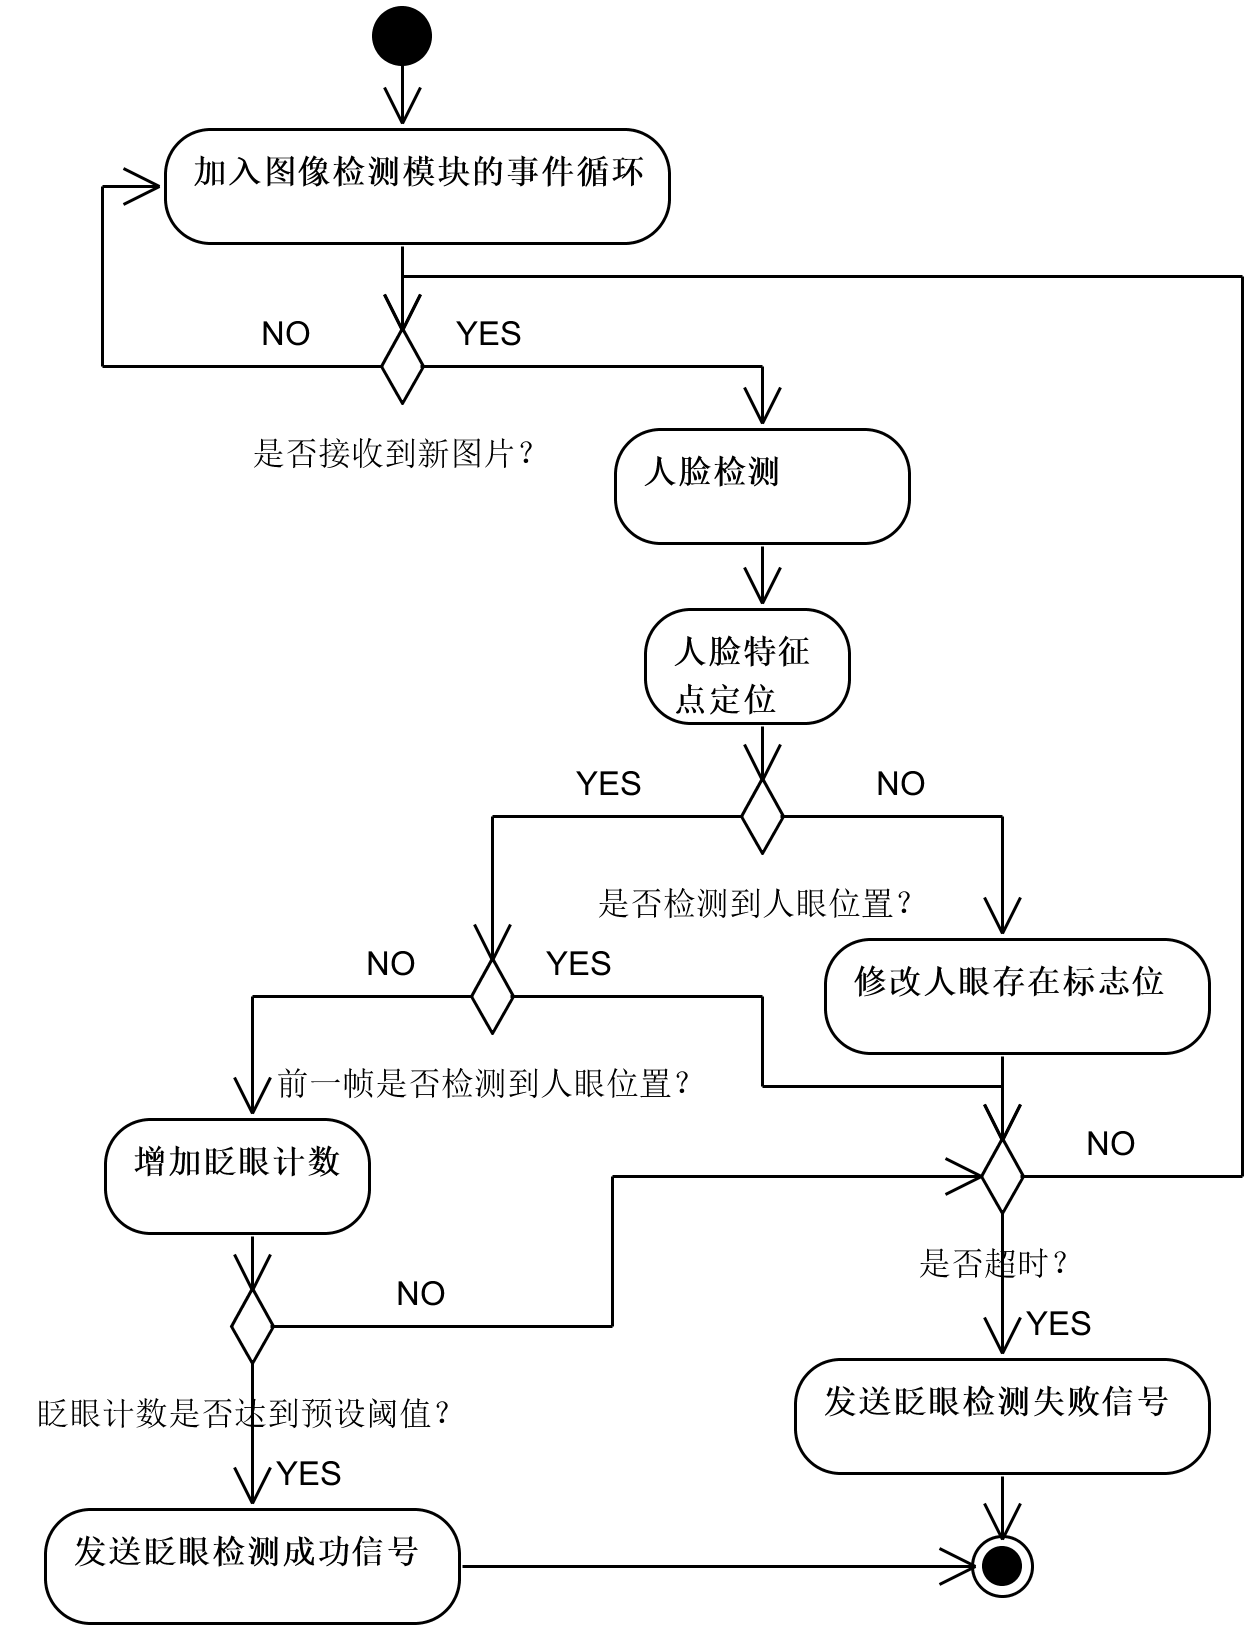 加入图像检测模块的事件循环
NO
YES
是否接收到新图片？
人脸检测
人脸特征
点定位
YES
NO
是否检测到人眼位置？
NO
YES
修改人眼存在标志位
前一帧是否检测到人眼位置？
增加眨眼计数
NO
是否超时？
NO
YES
眨眼计数是否达到预设阈值？
发送眨眼检测失败信号
YES
发送眨眼检测成功信号